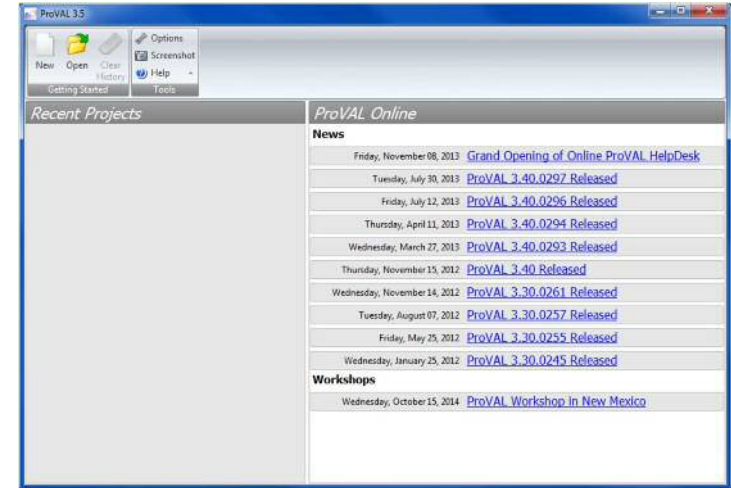 ProVAL 3.5
New Open Clear History
Options
Screenshot
Help
Getting Started
Tools
Recent Projects
ProVAL Online
News
Friday, November 08, 2013 Grand Opening of Online ProVAL HelpDesk
Tuesday, July 30, 2013 ProVAL 3.40.0297 Released
Friday, July 12, 2013 ProVAL 3.40.0296 Released
Thursday, April 11, 2013 ProVAL 3.40.0294 Released
Wednesday, March 27, 2013 ProVAL 3.40.0293 Released
Thursday, November 15, 2012 ProVAL 3.40 Released
Wednesday, November 14, 2012 ProVAL 3.30.0261 Released
Tuesday, August 07, 2012 ProVAL 3.30.0257 Released
Friday, May 25, 2012 ProVAL 3.30.0255 Released
Wednesday, January 25, 2012 ProVAL 3.30.0245 Released
Workshops
Wednesday, October 15, 2014 ProVAL Workshop in New Mexico